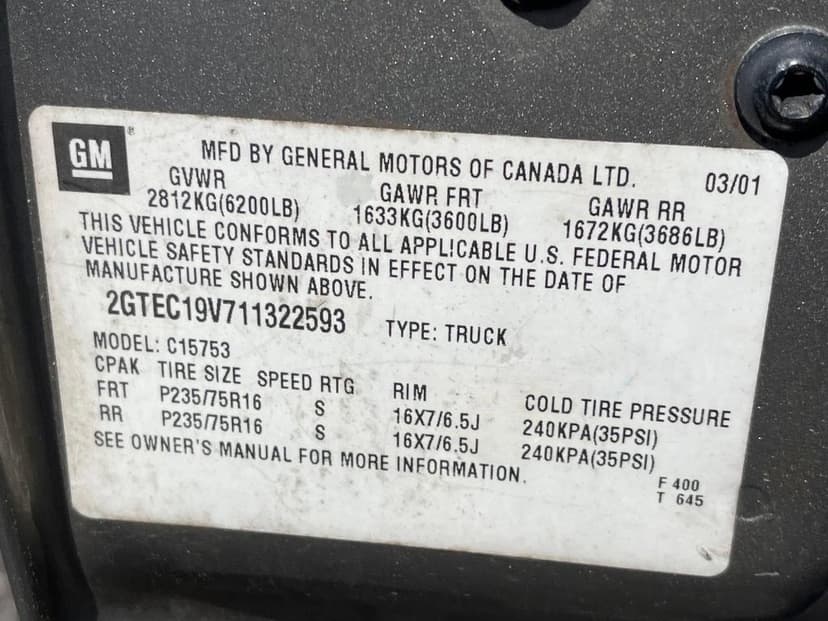 GM ®
MFD BY GENERAL MOTORS OF CANADA LTD. 03/01
GVWR GAWR FRT GAWR RR
2812KG(6200LB) 1633KG(3600LB) 1672KG(3686LB)
THIS VEHICLE CONFORMS TO ALL APPLICABLE U.S. FEDERAL MOTOR
VEHICLE SAFETY STANDARDS IN EFFECT ON THE DATE OF
MANUFACTURE SHOWN ABOVE.
2GTEC19V711322593 TYPE: TRUCK
MODEL: C15753
CPAK TIRE SIZE SPEED RTG RIM COLD TIRE PRESSURE
FRT P235/75R16 S 16X7/6.5J 240KPA(35PSI)
RR P235/75R16 S 16X7/6.5J 240KPA(35PSI)
SEE OWNER'S MANUAL FOR MORE INFORMATION.
F 400
T 645